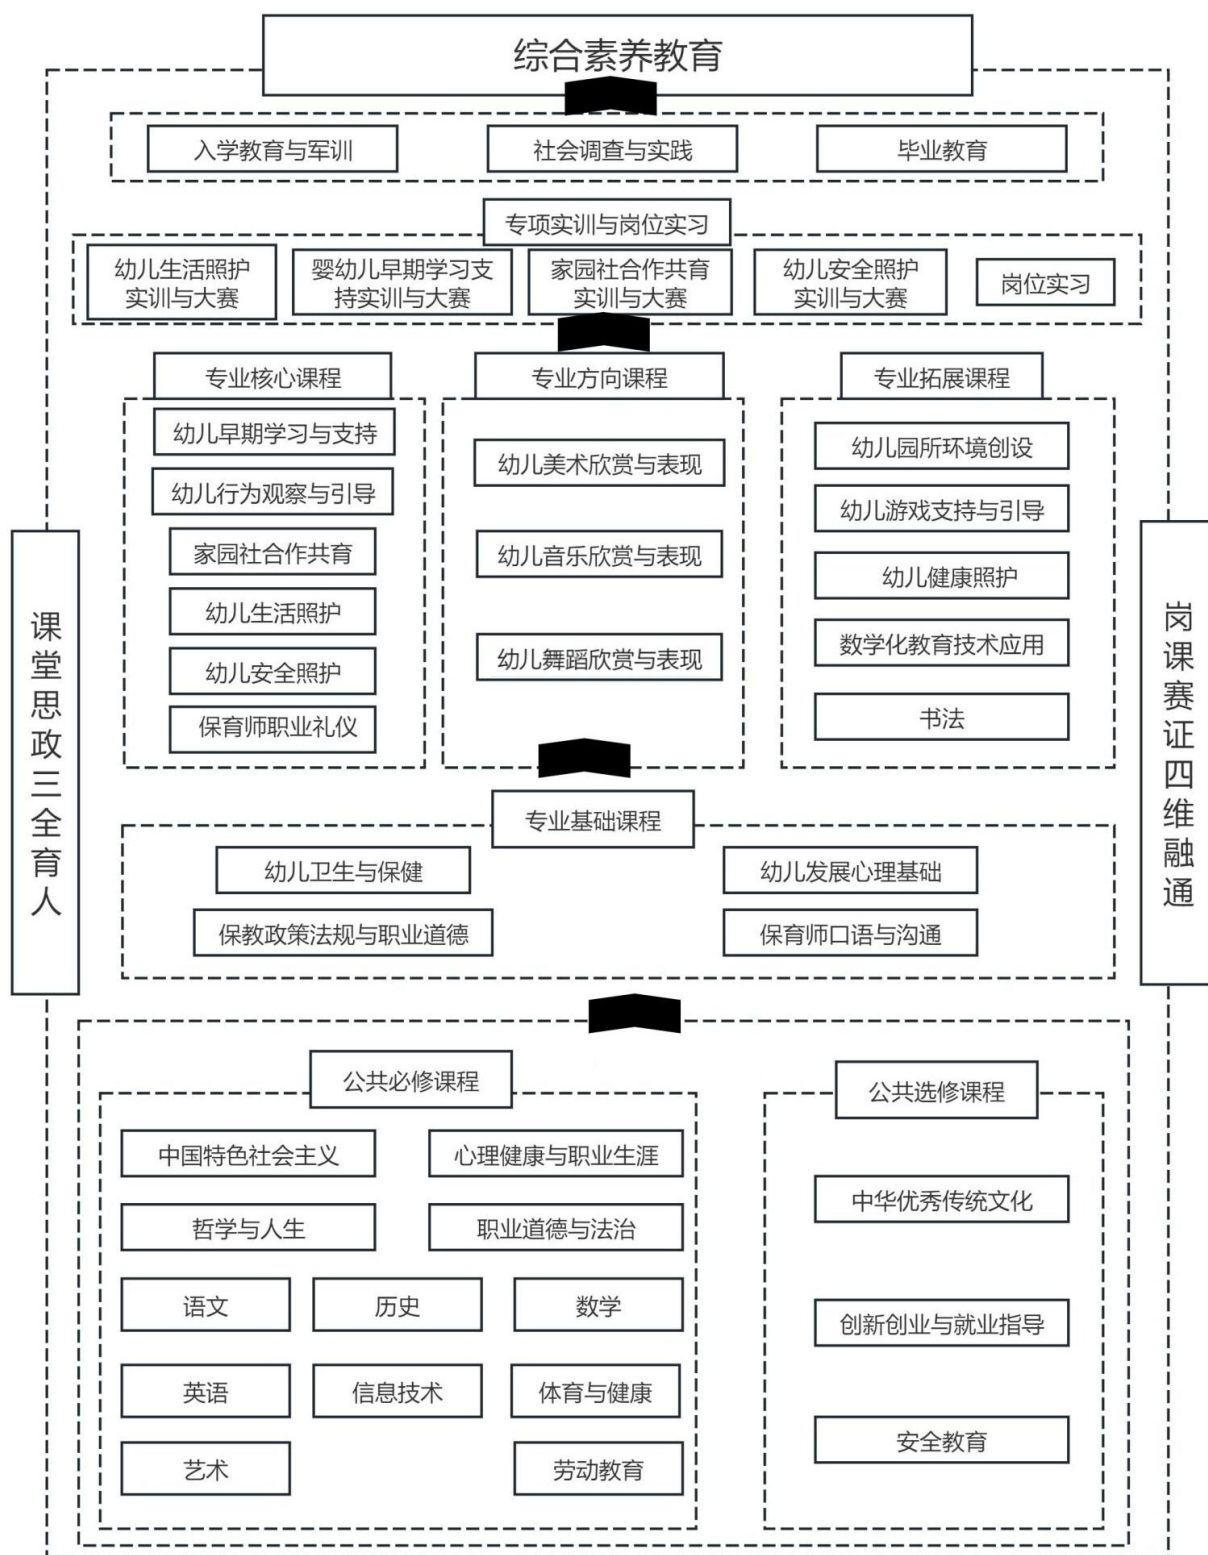 综合素养教育
入学教育与军训
社会调查与实践
毕业教育
专项实训与岗位实习
幼儿生活照护
实训与大赛
婴幼儿早期学习支
持实训与大赛
家园社合作共育
实训与大赛
幼儿安全照护
实训与大赛
岗位实习
专业核心课程
幼儿早期学习与支持
幼儿行为观察与引导
家园社合作共育
幼儿生活照护
幼儿安全照护
保育师职业礼仪
专业方向课程
幼儿美术欣赏与表现
幼儿音乐欣赏与表现
幼儿舞蹈欣赏与表现
专业拓展课程
幼儿园所环境创设
幼儿游戏支持与引导
幼儿健康照护
数学化教育技术应用
书法
课堂思政三全育人
岗课赛证四维融通
专业基础课程
幼儿卫生与保健
幼儿发展心理基础
保教政策法规与职业道德
保育师口语与沟通
公共必修课程
中国特色社会主义
心理健康与职业生涯
哲学与人生
职业道德与法治
语文
历史
数学
英语
信息技术
体育与健康
艺术
劳动教育
公共选修课程
中华优秀传统文化
创新创业与就业指导
安全教育